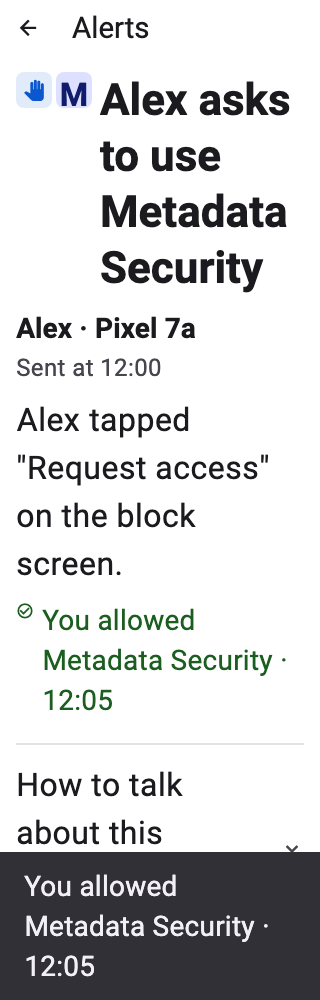 Alerts
M
Alex asks
to use
Metadata
Security
Alex · Pixel 7a
Sent at 12:00
Alex tapped
"Request access"
on the block
screen.
You allowed
Metadata Security ·
12:05
How to talk
about this
You allowed
Metadata Security ·
12:05